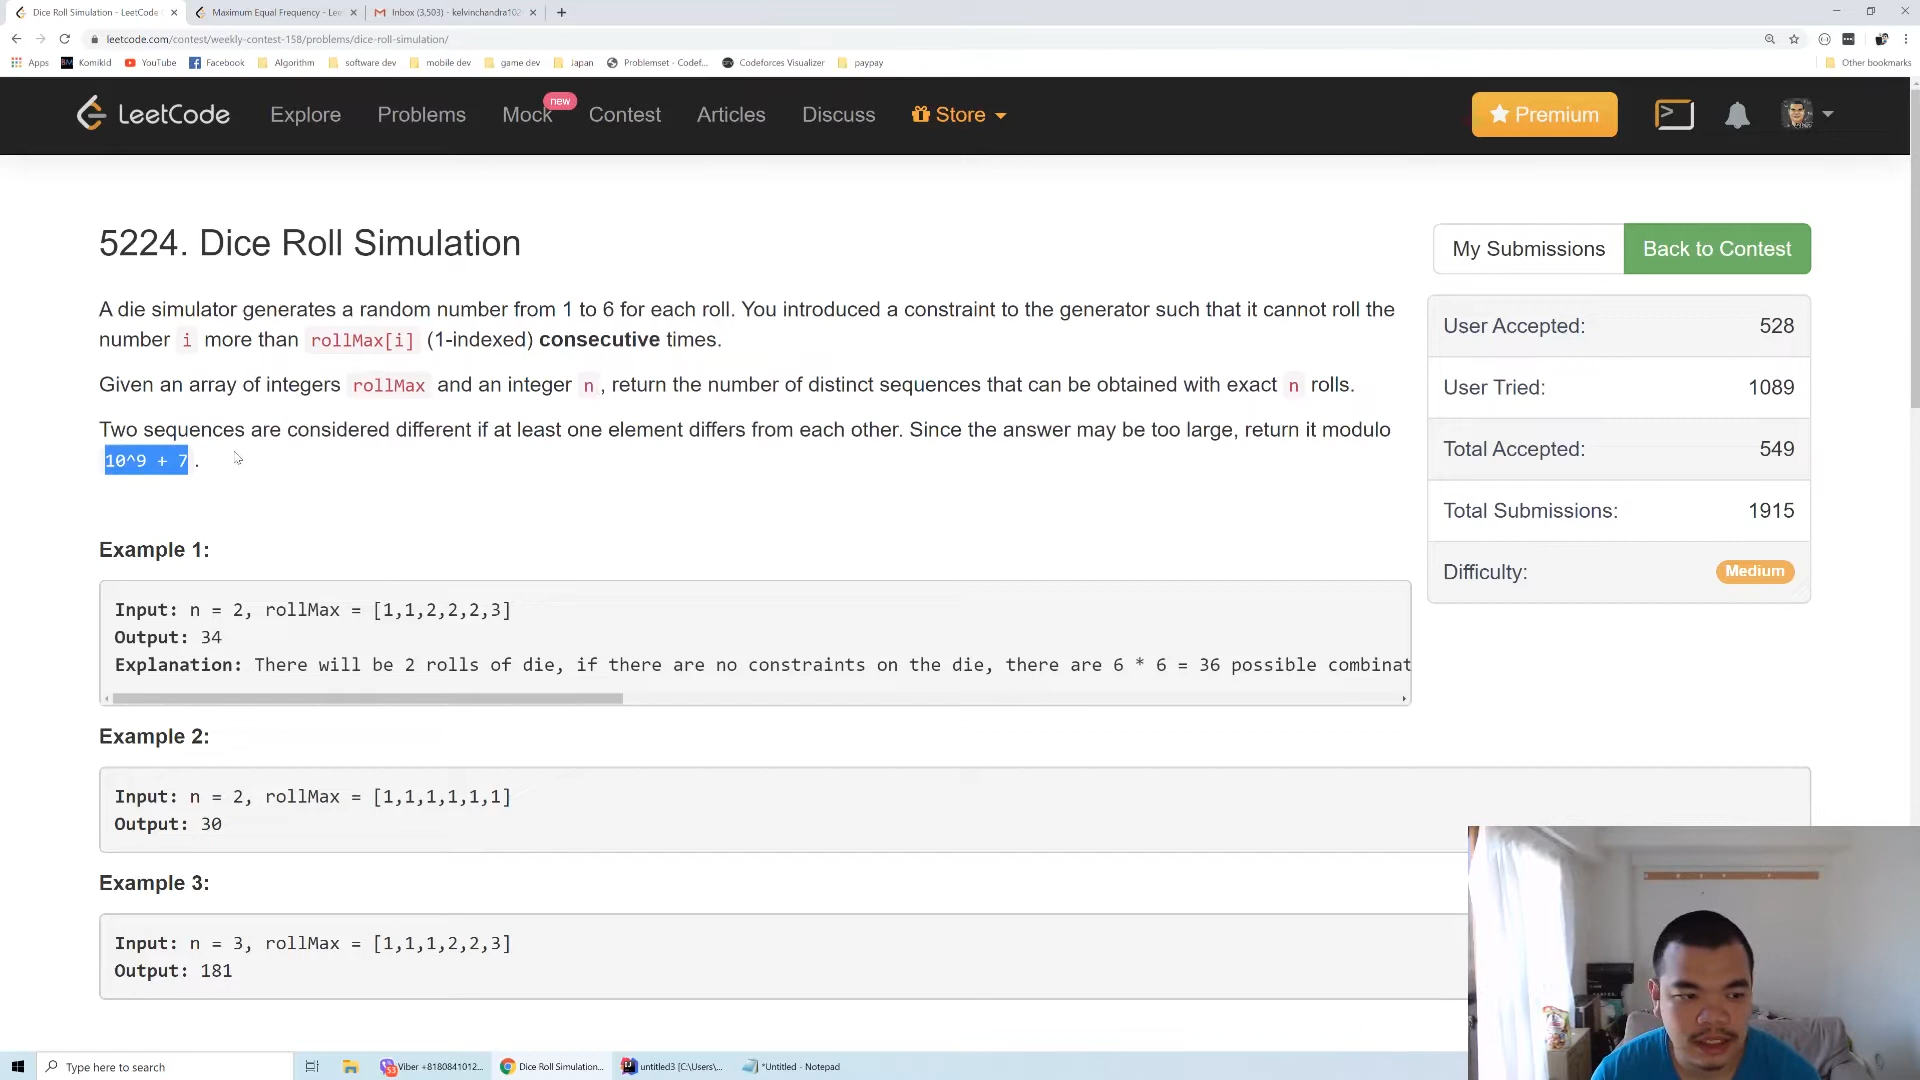 Dice Roll Simulation - LeetCode
Maximum Equal Frequency - Lee
Inbox (3,503) - kelvinchandra102
leetcode.com/contest/weekly-contest-158/problems/dice-roll-simulation/
Apps
Komikid
YouTube
Facebook
Algorithm
software dev
mobile dev
game dev
Japan
Problemset - Codef...
Codeforces Visualizer
paypay
Other bookmarks
LeetCode
Explore
Problems
Mock
new
Contest
Articles
Discuss
Store
Premium
5224. Dice Roll Simulation
My Submissions
Back to Contest
A die simulator generates a random number from 1 to 6 for each roll. You introduced a constraint to the generator such that it cannot roll the
number i more than rollMax[i] (1-indexed) consecutive times.
Given an array of integers rollMax and an integer n, return the number of distinct sequences that can be obtained with exact n rolls.
Two sequences are considered different if at least one element differs from each other. Since the answer may be too large, return it modulo
10^9 + 7.
User Accepted: 528
User Tried: 1089
Total Accepted: 549
Total Submissions: 1915
Difficulty: Medium
Example 1:
Input: n = 2, rollMax = [1,1,2,2,2,3]
Output: 34
Explanation: There will be 2 rolls of die, if there are no constraints on the die, there are 6 * 6 = 36 possible combinat
Example 2:
Input: n = 2, rollMax = [1,1,1,1,1,1]
Output: 30
Example 3:
Input: n = 3, rollMax = [1,1,1,2,2,3]
Output: 181
Type here to search
Viber +8180841012...
Dice Roll Simulation...
untitled3 [C:\Users\...
*Untitled - Notepad